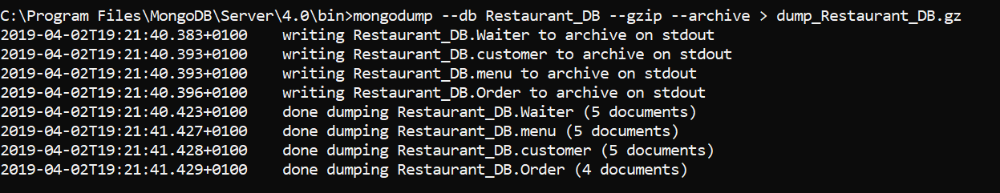 C:\Program Files\MongoDB\Server\4.0\bin>mongodump --db Restaurant_DB --gzip --archive > dump_Restaurant_DB.gz
2019-04-02T19:21:40.383+0100    writing Restaurant_DB.Waiter to archive on stdout
2019-04-02T19:21:40.393+0100    writing Restaurant_DB.customer to archive on stdout
2019-04-02T19:21:40.393+0100    writing Restaurant_DB.menu to archive on stdout
2019-04-02T19:21:40.396+0100    writing Restaurant_DB.Order to archive on stdout
2019-04-02T19:21:40.423+0100    done dumping Restaurant_DB.Waiter (5 documents)
2019-04-02T19:21:41.427+0100    done dumping Restaurant_DB.menu (5 documents)
2019-04-02T19:21:41.428+0100    done dumping Restaurant_DB.customer (5 documents)
2019-04-02T19:21:41.429+0100    done dumping Restaurant_DB.Order (4 documents)